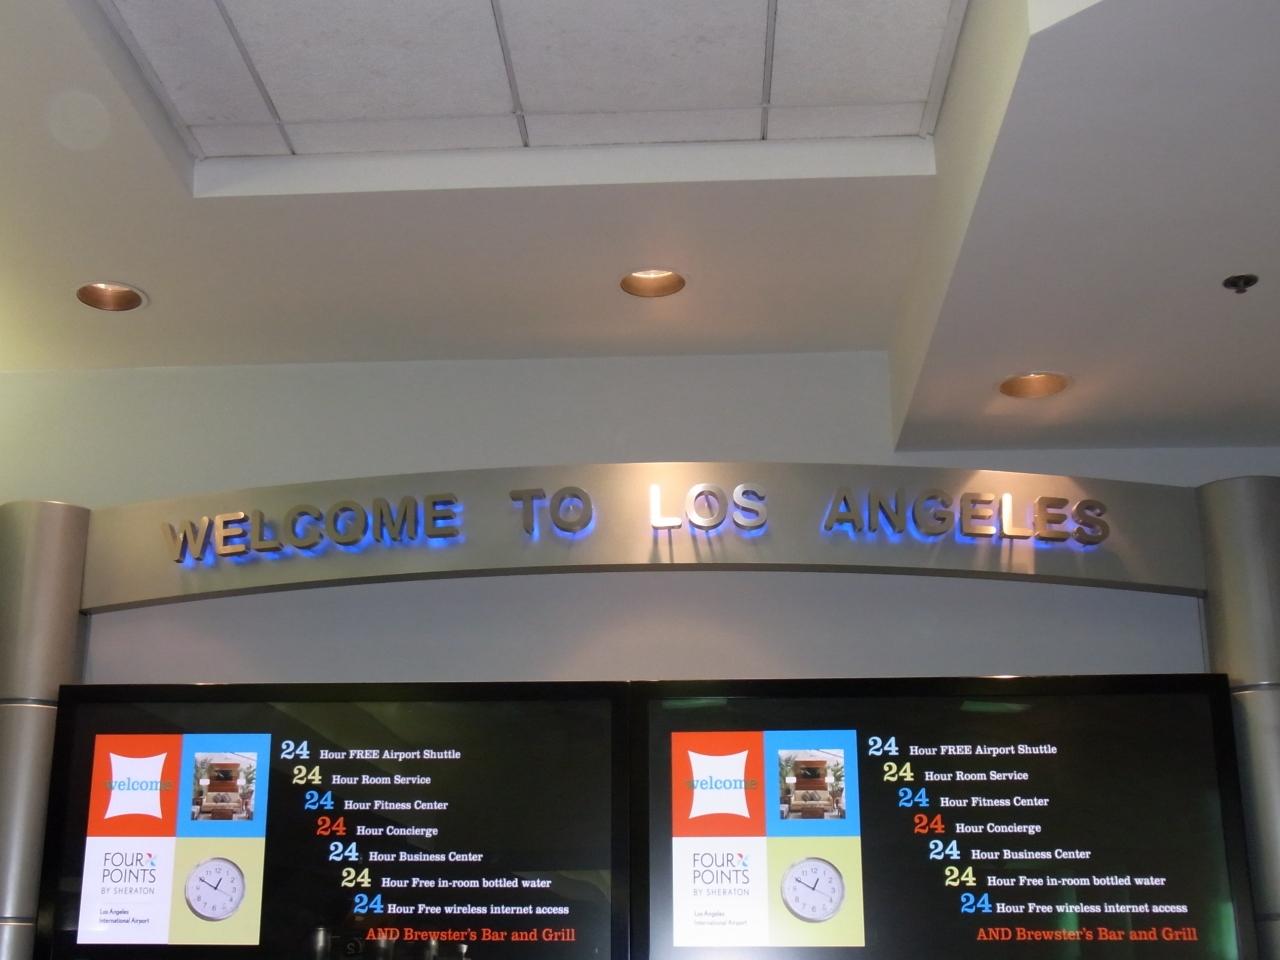 WELCOME TO LOS ANGELES
welcome
FOUR POINTS
BY SHERATON
Los Angeles
International Airport
24 Hour FREE Airport Shuttle
24 Hour Room Service
24 Hour Fitness Center
24 Hour Concierge
24 Hour Business Center
24 Hour Free in-room bottled water
24 Hour Free wireless internet access
AND Brewster's Bar and Grill
welcome
FOUR POINTS
BY SHERATON
Los Angeles
International Airport
24 Hour FREE Airport Shuttle
24 Hour Room Service
24 Hour Fitness Center
24 Hour Concierge
24 Hour Business Center
24 Hour Free in-room bottled water
24 Hour Free wireless internet access
AND Brewster's Bar and Grill